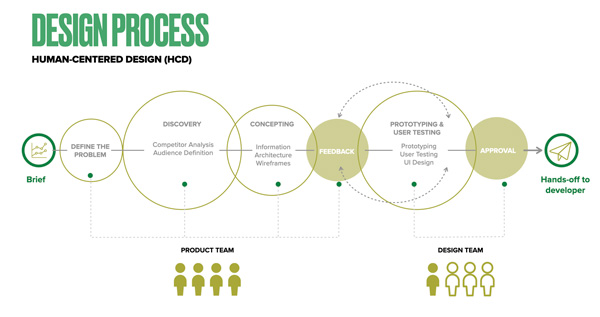 DESIGN PROCESS
HUMAN-CENTERED DESIGN (HCD)
Brief
DEFINE THE
PROBLEM
DISCOVERY
Competitor Analysis
Audience Definition
CONCEPTING
Information
Architecture
Wireframes
FEEDBACK
PROTOTYPING &
USER TESTING
Prototyping
User Testing
UI Design
APPROVAL
Hands-off to
developer
PRODUCT TEAM
DESIGN TEAM